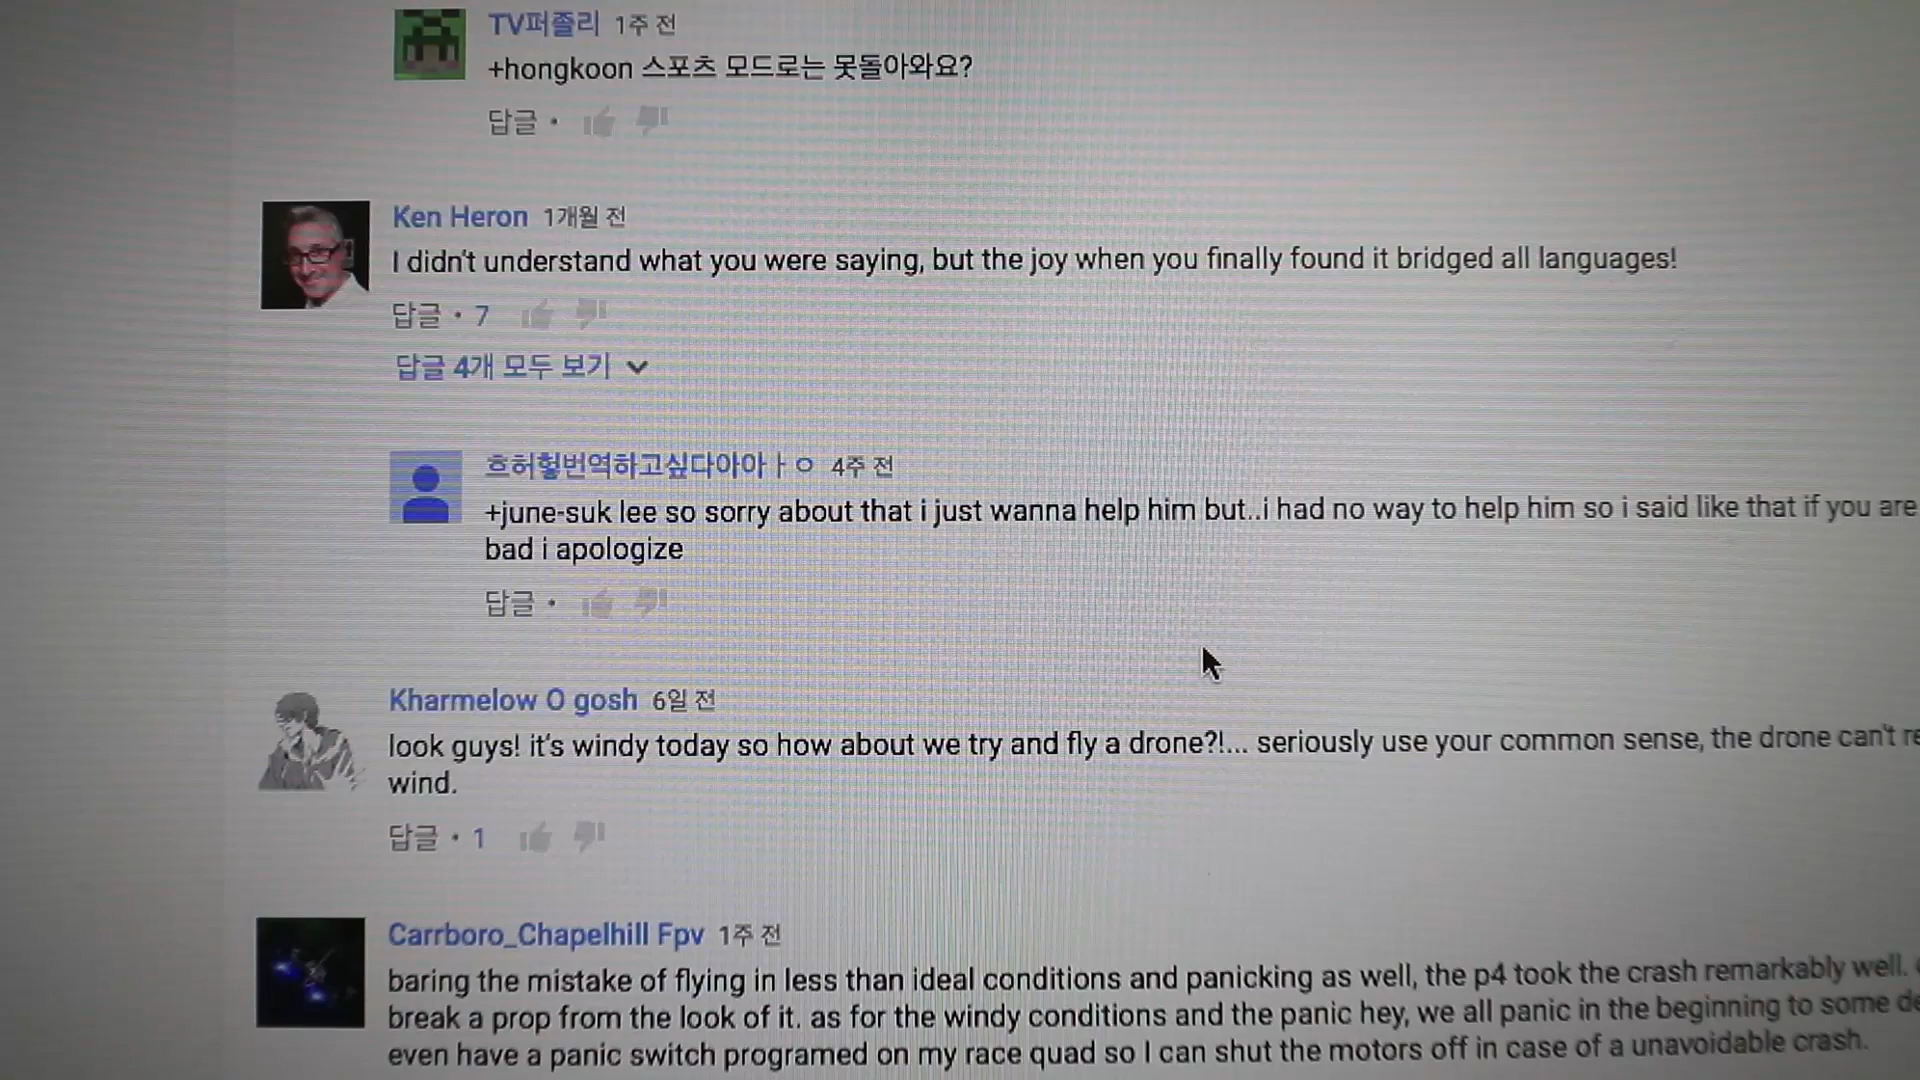 TV퍼졸리 1주 전
+hongkoon 스포츠 모드로는 못돌아와요?
답글 •
Ken Heron 1개월 전
I didn't understand what you were saying, but the joy when you finally found it bridged all languages!
답글 • 7
답글 4개 모두 보기
흐허헣번역하고싶다아아ㅏㅇ 4주 전
+june-suk lee so sorry about that i just wanna help him but..i had no way to help him so i said like that if you are
bad i apologize
답글 •
Kharmelow O gosh 6일 전
look guys! it's windy today so how about we try and fly a drone?!... seriously use your common sense, the drone can't re
wind.
답글 • 1
Carrboro_Chapelhill Fpv 1주 전
baring the mistake of flying in less than ideal conditions and panicking as well, the p4 took the crash remarkably well.
break a prop from the look of it. as for the windy conditions and the panic hey, we all panic in the beginning to some de
even have a panic switch programed on my race quad so I can shut the motors off in case of a unavoidable crash.